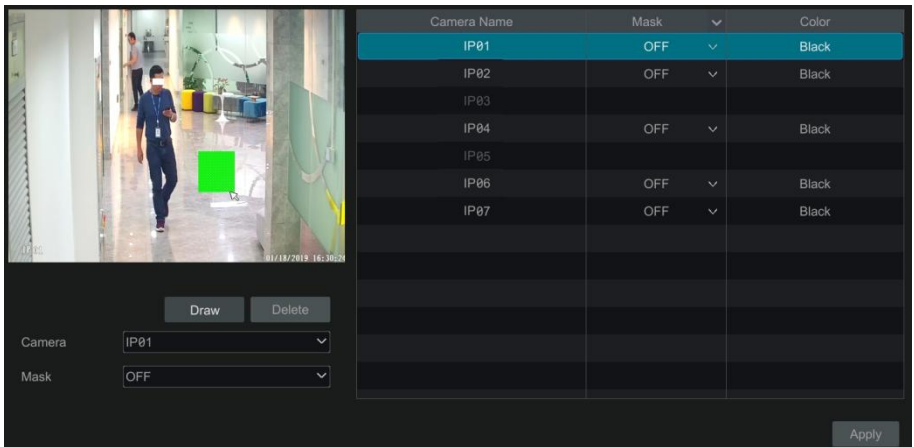 Camera Name Mask Color
IP01 OFF Black
IP02 OFF Black
IP03
IP04 OFF Black
IP05
IP06 OFF Black
IP07 OFF Black
01/18/2019 16:30:24
Draw Delete
Camera IP01
Mask OFF
Apply